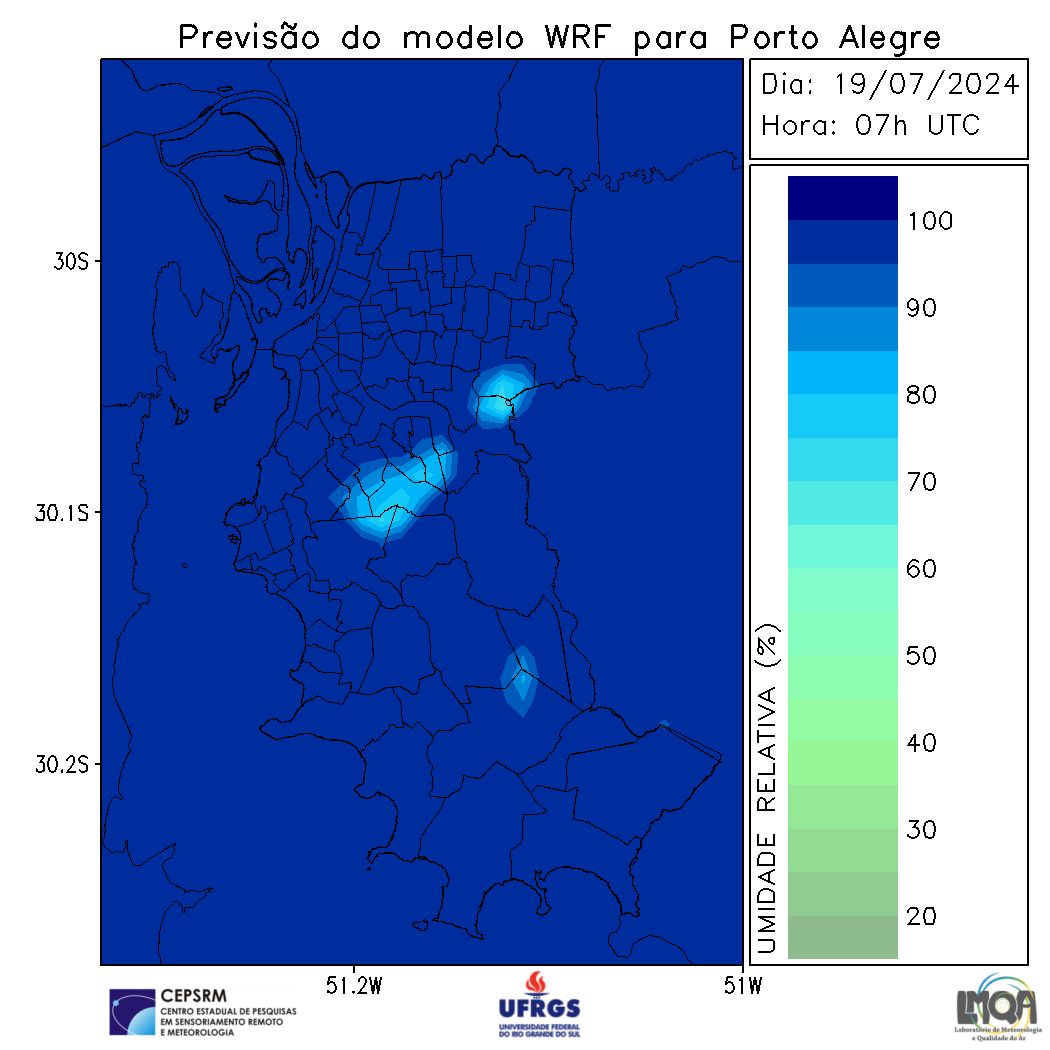 Previsão do modelo WRF para Porto Alegre
Dia: 19/07/2024
Hora: 07h UTC
100
90
80
70
60
50
40
30
20
UMIDADE RELATIVA (%)
30S
30.1S
30.2S
51.2W
51W
CEPSRM
CENTRO ESTADUAL DE PESQUISAS
EM SENSORIAMENTO REMOTO
E METEOROLOGIA
UFRGS
UNIVERSIDADE FEDERAL
DO RIO GRANDE DO SUL
LMQA
Laboratório de Meteorologia
e Qualidade do Ar